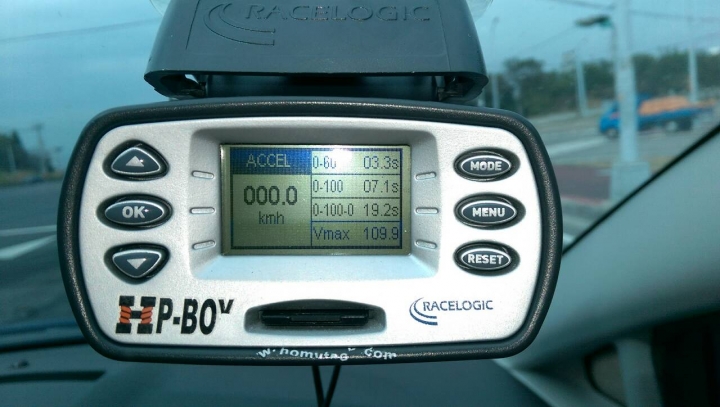 RACELOGIC
ACCEL
000.0
kmh
0-60 03.3s
0-100 07.1s
0-100-0 19.2s
Vmax 109.9
OK
MODE
MENU
RESET
RACELOGIC